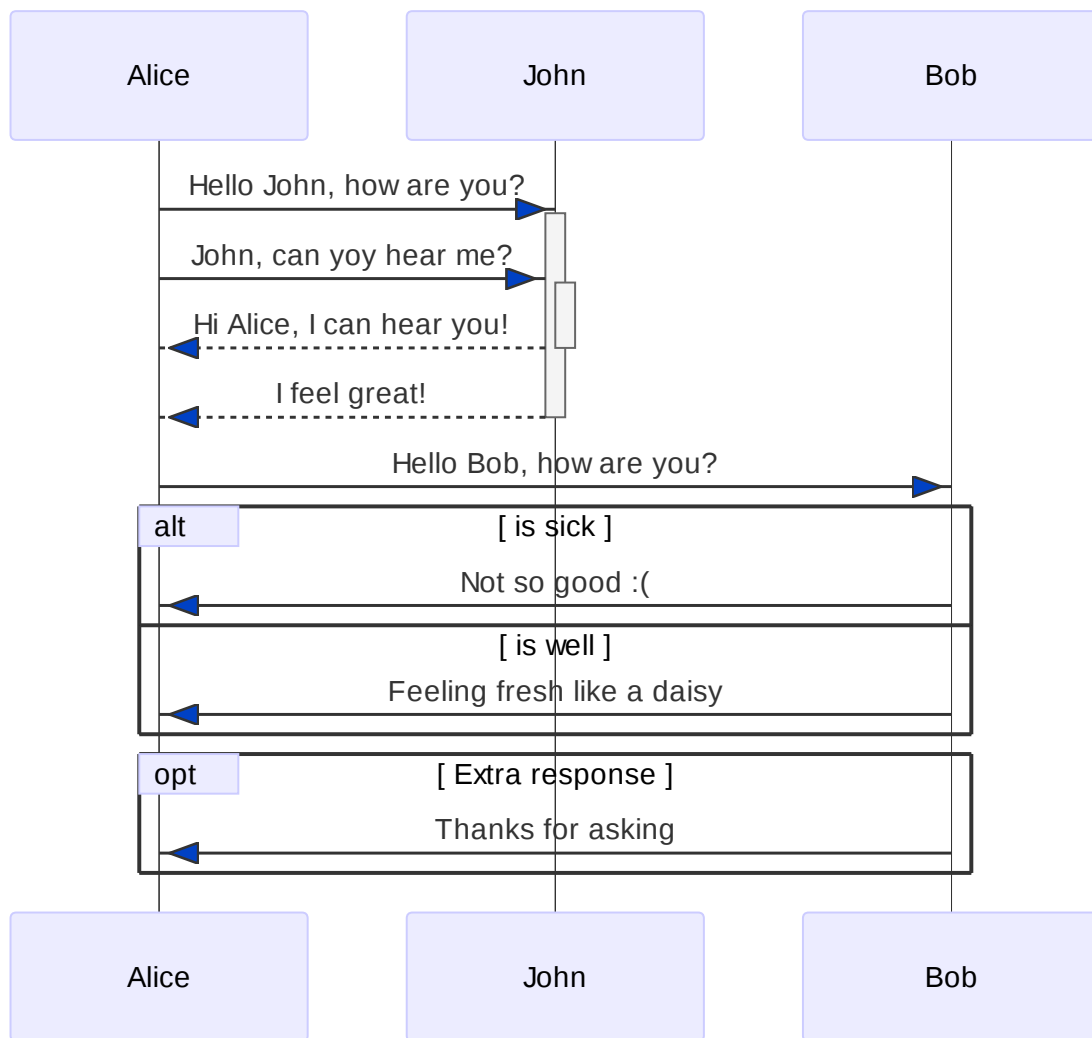 Alice
John
Bob
Hello John, how are you?
John, can yoy hear me?
Hi Alice, I can hear you!
I feel great!
Hello Bob, how are you?
alt
[ is sick ]
Not so good :(
[ is well ]
Feeling fresh like a daisy
opt
[ Extra response ]
Thanks for asking
Alice
John
Bob